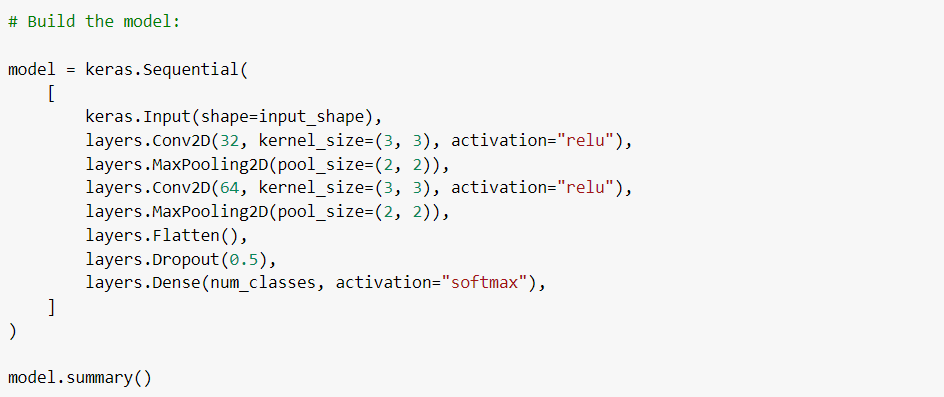 # Build the model:
model = keras.Sequential(
    [
        keras.Input(shape=input_shape),
        layers.Conv2D(32, kernel_size=(3, 3), activation="relu"),
        layers.MaxPooling2D(pool_size=(2, 2)),
        layers.Conv2D(64, kernel_size=(3, 3), activation="relu"),
        layers.MaxPooling2D(pool_size=(2, 2)),
        layers.Flatten(),
        layers.Dropout(0.5),
        layers.Dense(num_classes, activation="softmax"),
    ]
)
model.summary()